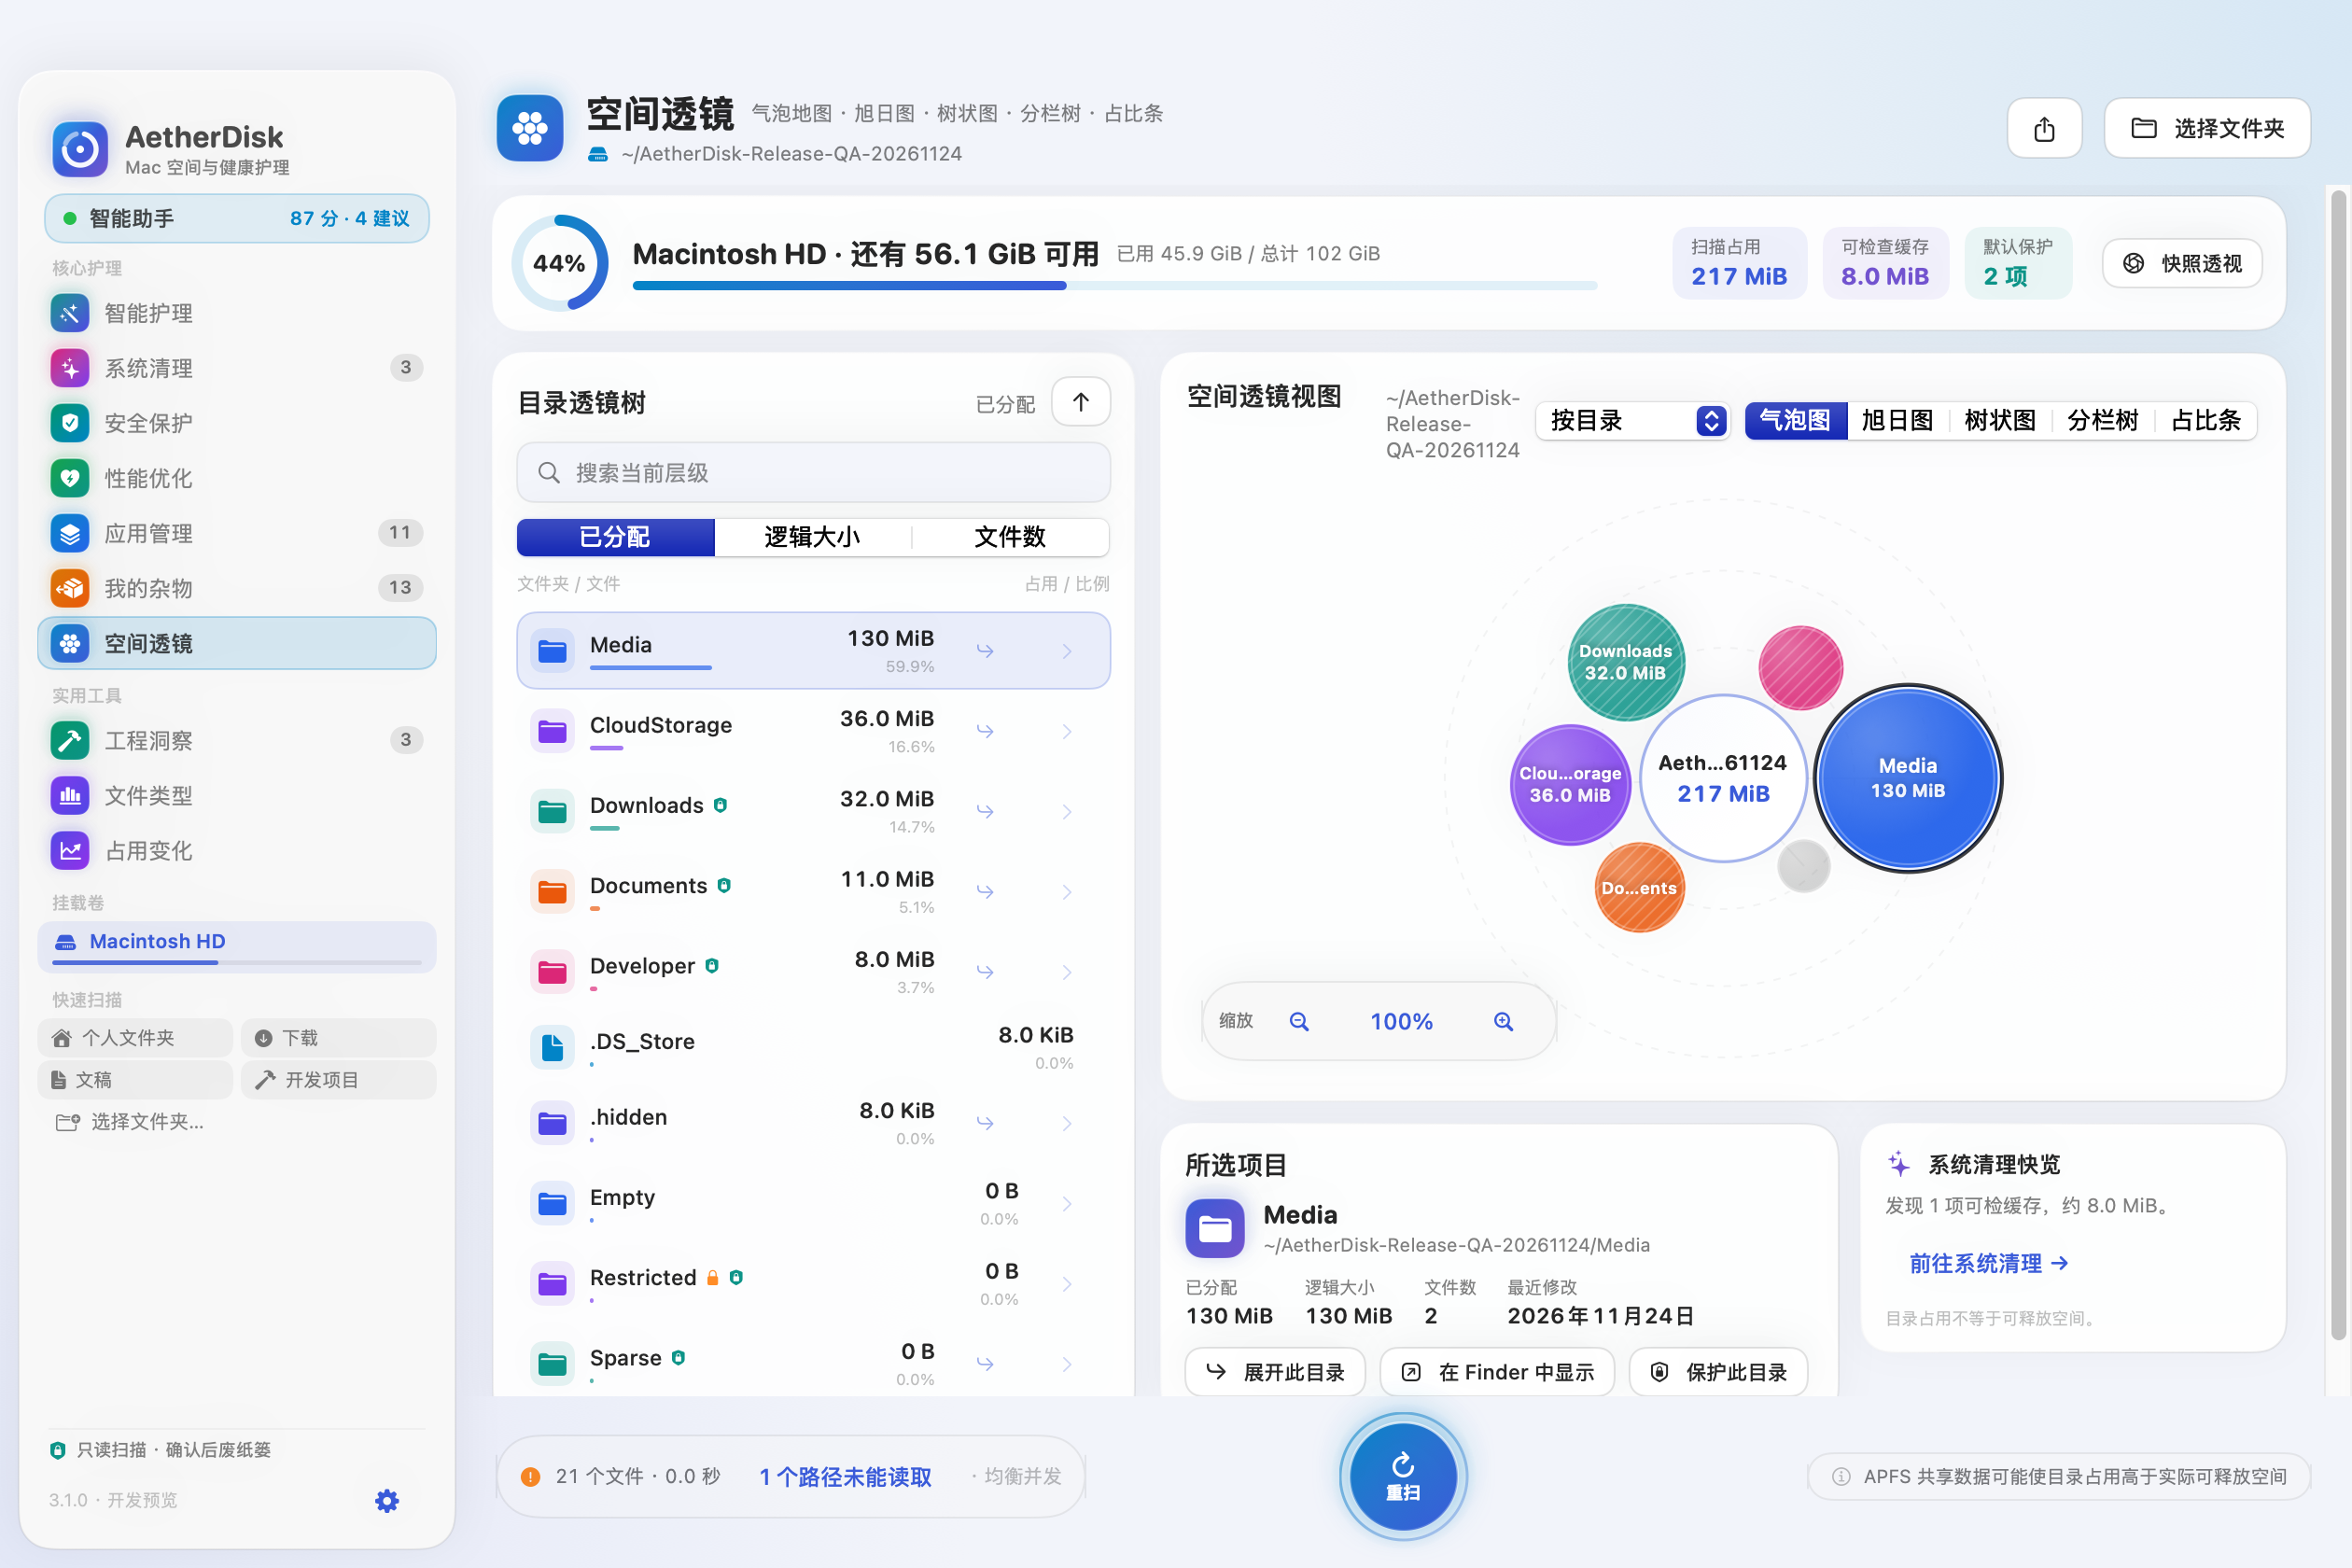 AetherDisk
Mac 空间与健康护理
智能助手
87 分 · 4 建议
核心护理
智能护理
系统清理
3
安全保护
性能优化
应用管理
11
我的杂物
13
空间透镜
实用工具
工程洞察
3
文件类型
占用变化
挂载卷
Macintosh HD
快速扫描
个人文件夹
下载
文稿
开发项目
选择文件夹...
只读扫描 · 确认后废纸篓
3.1.0 · 开发预览
空间透镜
气泡地图 · 旭日图 · 树状图 · 分栏树 · 占比条
~/AetherDisk-Release-QA-20261124
选择文件夹
44%
Macintosh HD · 还有 56.1 GiB 可用
已用 45.9 GiB / 总计 102 GiB
扫描占用
217 MiB
可检查缓存
8.0 MiB
默认保护
2 项
快照透视
目录透镜树
已分配
搜索当前层级
已分配
逻辑大小
文件数
文件夹 / 文件
占用 / 比例
Media
130 MiB
59.9%
CloudStorage
36.0 MiB
16.6%
Downloads
32.0 MiB
14.7%
Documents
11.0 MiB
5.1%
Developer
8.0 MiB
3.7%
.DS_Store
8.0 KiB
0.0%
.hidden
8.0 KiB
0.0%
Empty
0 B
0.0%
Restricted
0 B
0.0%
Sparse
0 B
0.0%
空间透镜视图
~/AetherDisk-
Release-
QA-20261124
按目录
气泡图
旭日图
树状图
分栏树
占比条
Downloads
32.0 MiB
Clou...orage
36.0 MiB
Aeth...61124
217 MiB
Media
130 MiB
Do...ents
缩放
100%
所选项目
Media
~/AetherDisk-Release-QA-20261124/Media
已分配
130 MiB
逻辑大小
130 MiB
文件数
2
最近修改
2026年11月24日
展开此目录
在 Finder 中显示
保护此目录
系统清理快览
发现 1 项可检缓存，约 8.0 MiB。
前往系统清理 →
目录占用不等于可释放空间。
21 个文件 · 0.0 秒
1 个路径未能读取
· 均衡并发
重扫
APFS 共享数据可能使目录占用高于实际可释放空间